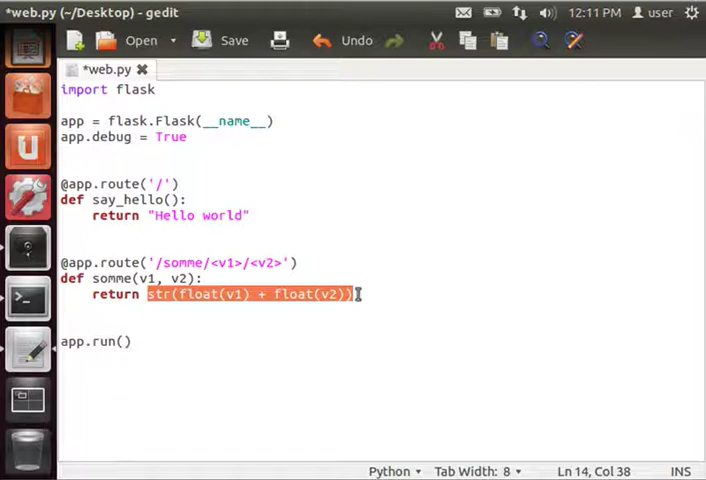 *web.py (~/Desktop) - gedit
12:11 PM
user
Open
Save
Undo
*web.py
import flask
app = flask.Flask(__name__)
app.debug = True
@app.route('/')
def say_hello():
return "Hello world"
@app.route('/somme/<v1>/<v2>')
def somme(v1, v2):
return str(float(v1) + float(v2))
app.run()
Python
Tab Width: 8
Ln 14, Col 38
INS